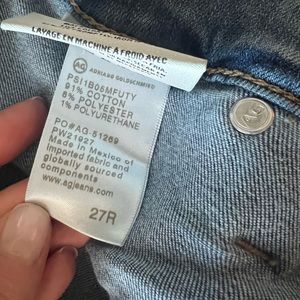 LAVAGE EN MACHINE À FROID AVEC
AG
ADRIANO GOLDSCHMIED
PSI1B06MFUTY
91% COTTON
8% POLYESTER
1% POLYURETHANE
PO#AG-51269
PW21927
Made in Mexico of
imported fabric and
globally sourced
components
www.agjeans.com
27R
AG